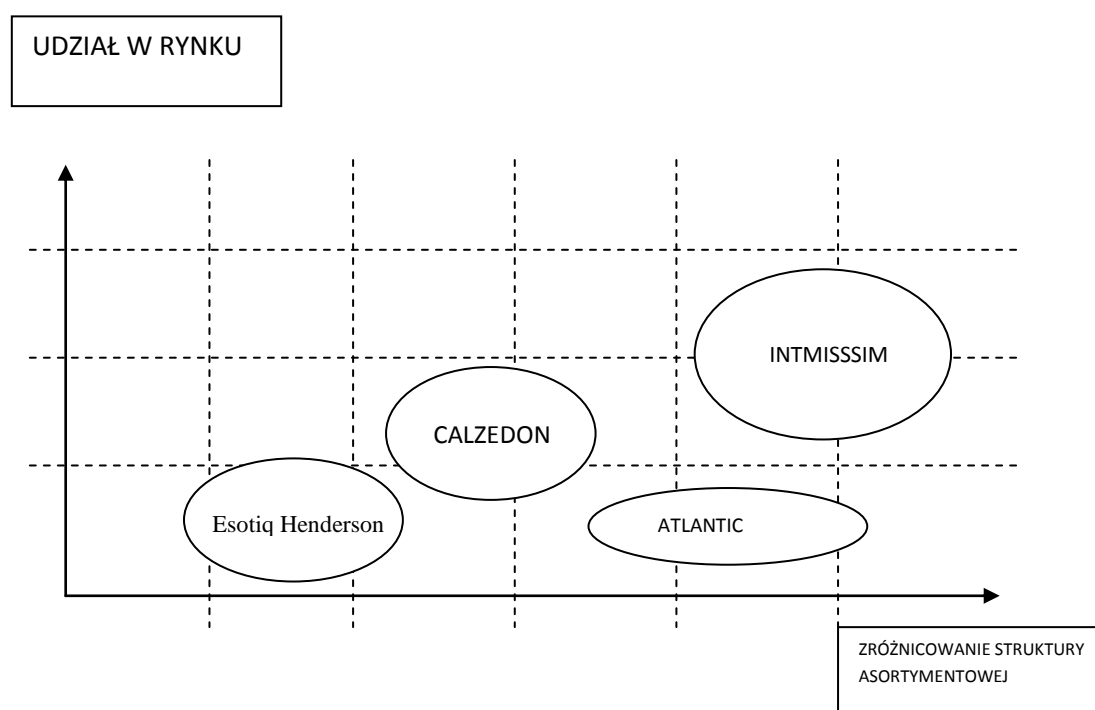 UDZIAŁ W RYNKU
INTMISSSIM
CALZEDON
Esotiq Henderson
ATLANTIC
ZRÓŻNICOWANIE STRUKTURY
ASORTYMENTOWEJ